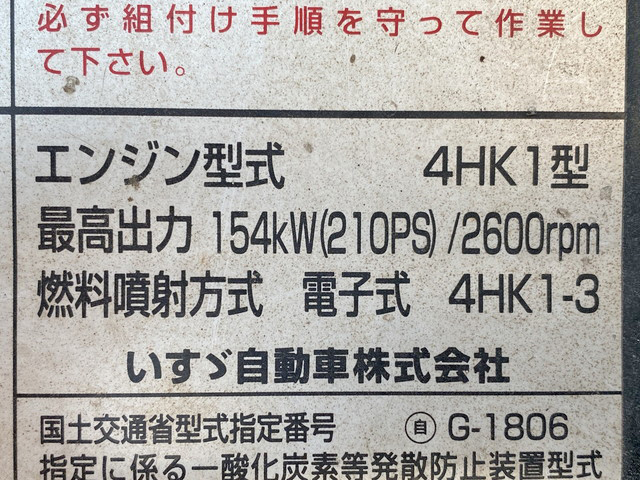 必ず組付け手順を守って作業し
て下さい。
エンジン型式 4HK1型
最高出力 154kW(210PS) /2600rpm
燃料噴射方式 電子式 4HK1-3
いすゞ自動車株式会社
国土交通省型式指定番号 ㊀自 G-1806
指定に係る一酸化炭素等発散防止装置型式